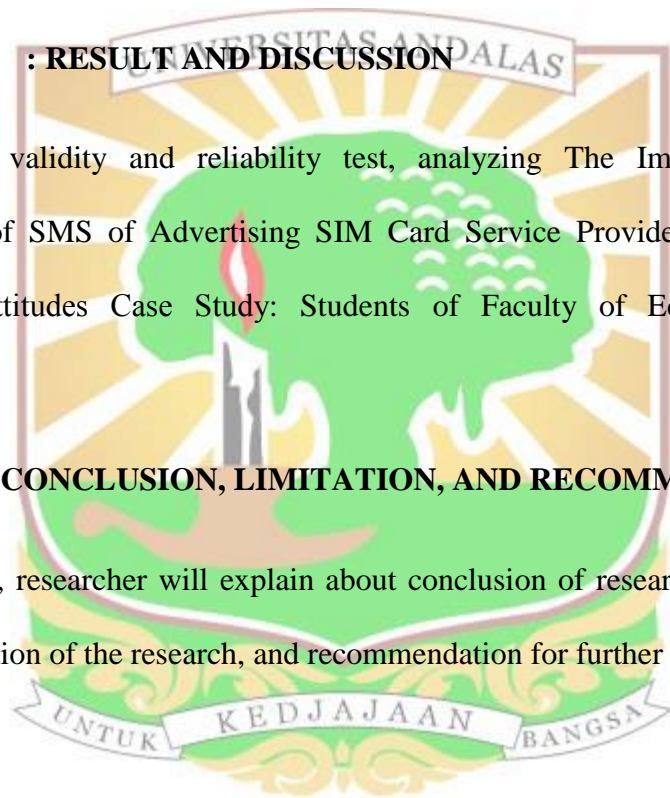 UNIVERSITAS ANDALAS
: RESULT AND DISCUSSION
validity and reliability test, analyzing The Im
of SMS of Advertising SIM Card Service Provide
ttitudes Case Study: Students of Faculty of E
CONCLUSION, LIMITATION, AND RECOMM
, researcher will explain about conclusion of resear
ion of the research, and recommendation for further
UNTUK KEDJAJAAN BANGSA